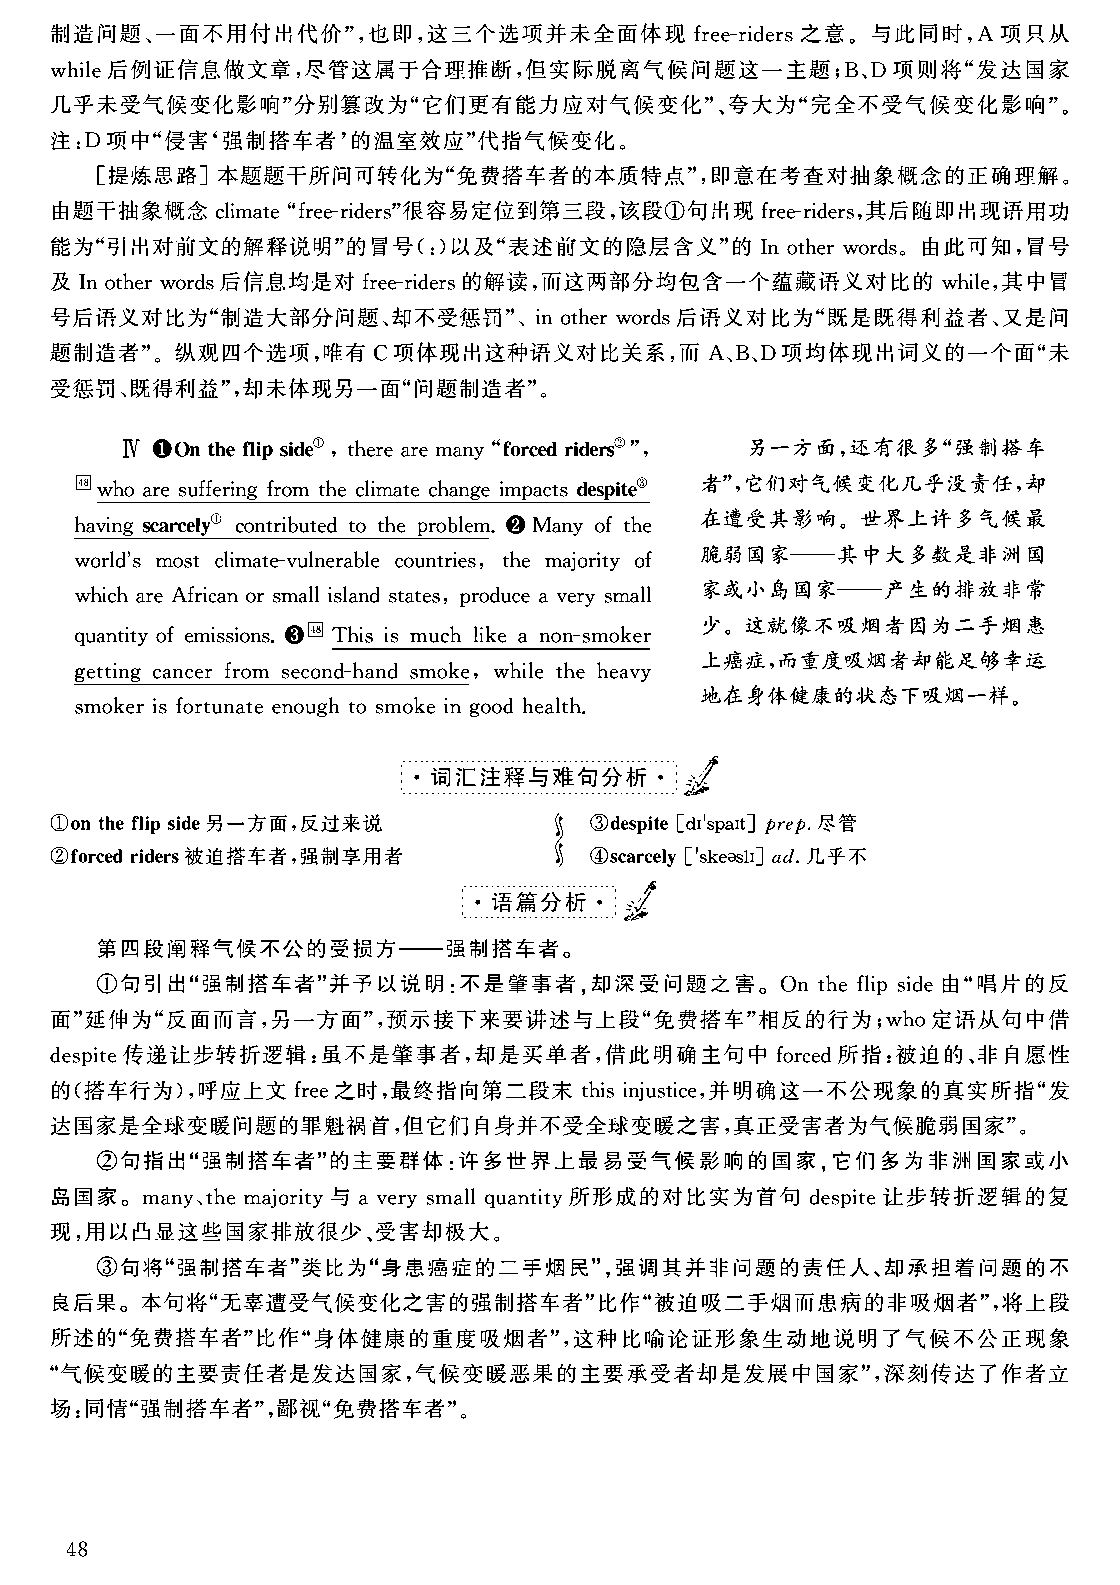 制造问题、一面不用付出代价”,也即,这三个选项并未全面体现 free-riders 之意。与此同时,A 项只从
while 后例证信息做文章,尽管这属于合理推断,但实际脱离气候问题这一主题;B、D 项则将“发达国家
几乎未受气候变化影响”分别篡改为“它们更有能力应对气候变化”、夸大为“完全不受气候变化影响”。
注:D 项中“侵害‘强制搭车者’的温室效应”代指气候变化。
[提炼思路] 本题题干所问可转化为“免费搭车者的本质特点”,即意在考查对抽象概念的正确理解。
由题干抽象概念 climate “free-riders”很容易定位到第三段,该段①句出现 free-riders,其后随即出现语用功
能为“引出对前文的解释说明”的冒号(:)以及“表述前文的隐层含义”的 In other words。由此可知,冒号
及 In other words 后信息均是对 free-riders 的解读,而这两部分均包含一个蕴藏语义对比的 while,其中冒
号后语义对比为“制造大部分问题、却不受惩罚”、in other words 后语义对比为“既是既得利益者、又是问
题制造者”。纵观四个选项,唯有 C 项体现出这种语义对比关系,而 A、B、D 项均体现出词义的一个面“未
受惩罚、既得利益”,却未体现另一面“问题制造者”。
Ⅳ ❶On the flip side①, there are many “forced riders②”,
48 who are suffering from the climate change impacts despite③
having scarcely① contributed to the problem. ❷ Many of the
world's most climate-vulnerable countries, the majority of
which are African or small island states, produce a very small
quantity of emissions. ❸48 This is much like a non-smoker
getting cancer from second-hand smoke, while the heavy
smoker is fortunate enough to smoke in good health.
另一方面,还有很多“强制搭车
者”,它们对气候变化几乎没责任,却
在遭受其影响。世界上许多气候最
脆弱国家——其中大多数是非洲国
家或小岛国家——产生的排放非常
少。这就像不吸烟者因为二手烟患
上癌症,而重度吸烟者却能足够幸运
地在身体健康的状态下吸烟一样。
·词汇注释与难句分析·
①on the flip side 另一方面,反过来说
②forced riders 被迫搭车者,强制享用者
③despite [dɪˈspaɪt] prep. 尽管
④scarcely [ˈskeəslɪ] ad. 几乎不
·语篇分析·
第四段阐释气候不公的受损方——强制搭车者。
①句引出“强制搭车者”并予以说明:不是肇事者,却深受问题之害。On the flip side 由“唱片的反
面”延伸为“反面而言,另一方面”,预示接下来要讲述与上段“免费搭车”相反的行为;who 定语从句中借
despite 传递让步转折逻辑:虽不是肇事者,却是买单者,借此明确主句中 forced 所指:被迫的、非自愿性
的(搭车行为),呼应上文 free 之时,最终指向第二段末 this injustice,并明确这一不公现象的真实所指“发
达国家是全球变暖问题的罪魁祸首,但它们自身并不受全球变暖之害,真正受害者为气候脆弱国家”。
②句指出“强制搭车者”的主要群体:许多世界上最易受气候影响的国家,它们多为非洲国家或小
岛国家。many、the majority 与 a very small quantity 所形成的对比实为首句 despite 让步转折逻辑的复
现,用以凸显这些国家排放很少、受害却极大。
③句将“强制搭车者”类比为“身患癌症的二手烟民”,强调其并非问题的责任人、却承担着问题的不
良后果。本句将“无辜遭受气候变化之害的强制搭车者”比作“被迫吸二手烟而患病的非吸烟者”,将上段
所述的“免费搭车者”比作“身体健康的重度吸烟者”,这种比喻论证形象生动地说明了气候不公正现象
“气候变暖的主要责任者是发达国家,气候变暖恶果的主要承受者却是发展中国家”,深刻传达了作者立
场:同情“强制搭车者”,鄙视“免费搭车者”。
48